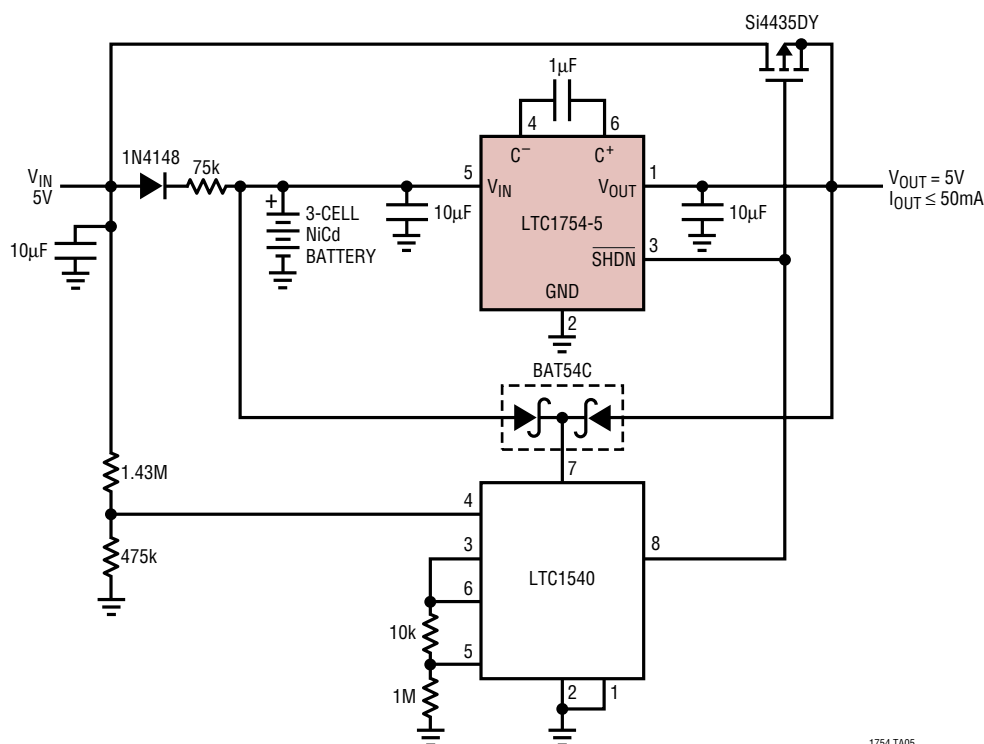 Si4435DY
1µF
4
6
1N4148
75k
5
C−
C+
1
VIN
5V
VIN
VOUT
VOUT = 5V
IOUT ≤ 50mA
+
3-CELL
NiCd
BATTERY
10µF
LTC1754-5
10µF
10µF
3
SHDN
GND
2
BAT54C
7
1.43M
4
3
8
475k
6
LTC1540
10k
5
1M
2
1
1754 TA05